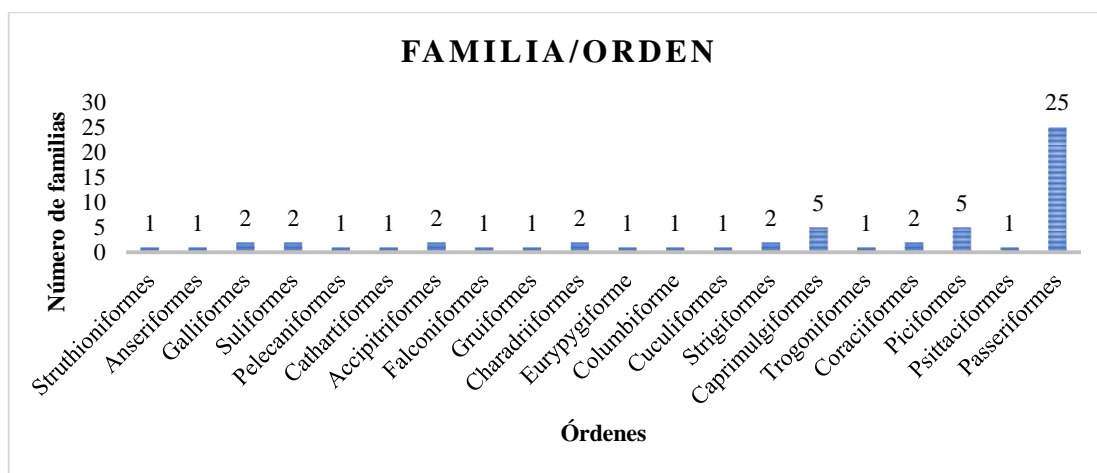 FAMILIA/ORDEN
Número de familias
30
25
20
15
10
5
0
1 1 2 2 1 1 2 1 1 2 1 1 1 2 5 1 2 5 1 25
Struthioniformes
Anseriformes
Galliformes
Suliformes
Pelecaniformes
Cathartiformes
Accipitriformes
Falconiformes
Gruiformes
Charadriiformes
Eurypygiforme
Columbiforme
Cuculiformes
Strigiformes
Caprimulgiformes
Trogoniformes
Coraciiformes
Piciformes
Psittaciformes
Passeriformes
Órdenes